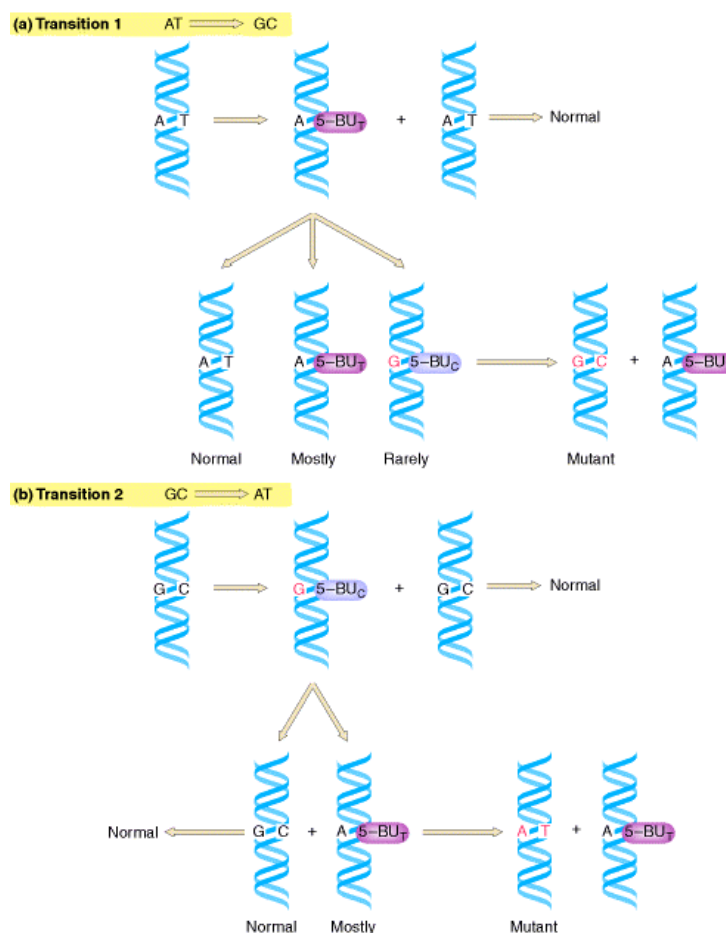 (a) Transition 1 AT GC
A T A 5–BU_T + A T Normal
A T A 5–BU_T G 5–BU_C G C + A 5–BU
Normal Mostly Rarely Mutant
(b) Transition 2 GC AT
G C G 5–BU_C + G C Normal
Normal G C + A 5–BU_T A T + A 5–BU_T
Normal Mostly Mutant